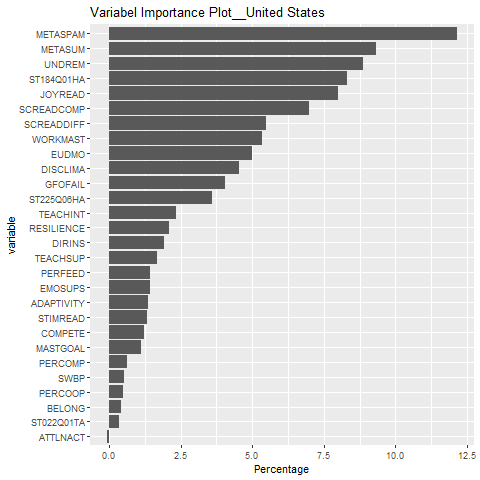 Variabel Importance Plot__United States
METASPAM
METASUM
UNDREM
ST184Q01HA
JOYREAD
SCREADCOMP
SCREADDIFF
WORKMAST
EUDMO
DISCLIMA
GFOFAIL
ST225Q06HA
TEACHINT
RESILIENCE
DIRINS
TEACHSUP
PERFEED
EMOSUPS
ADAPTIVITY
STIMREAD
COMPETE
MASTGOAL
PERCOMP
SWBP
PERCOOP
BELONG
ST022Q01TA
ATTLNACT
variable
0.0 2.5 5.0 7.5 10.0 12.5
Percentage